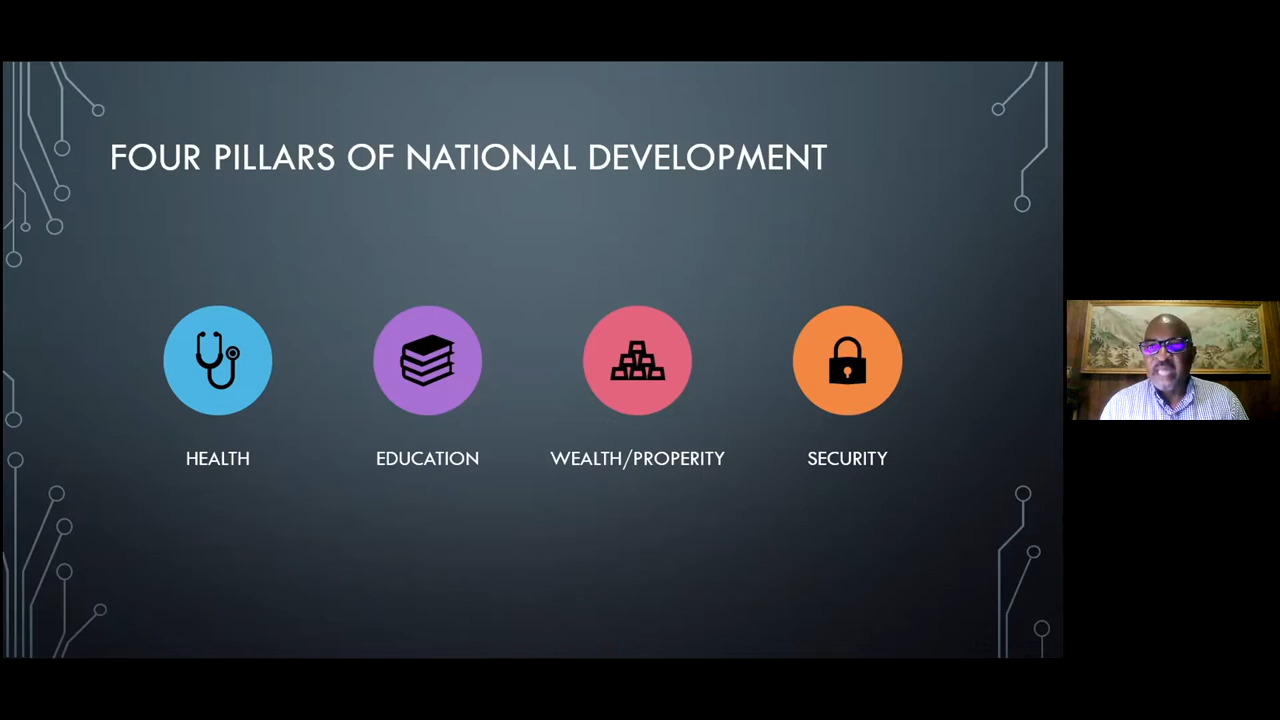 FOUR PILLARS OF NATIONAL DEVELOPMENT
HEALTH
EDUCATION
WEALTH/PROPERITY
SECURITY